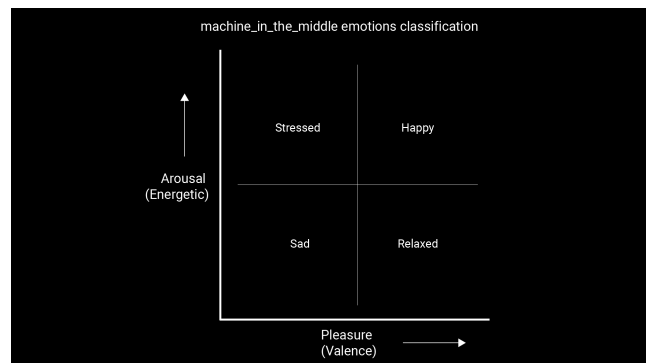 machine_in_the_middle emotions classification
Stressed
Happy
Arousal
(Energetic)
Sad
Relaxed
Pleasure
(Valence)